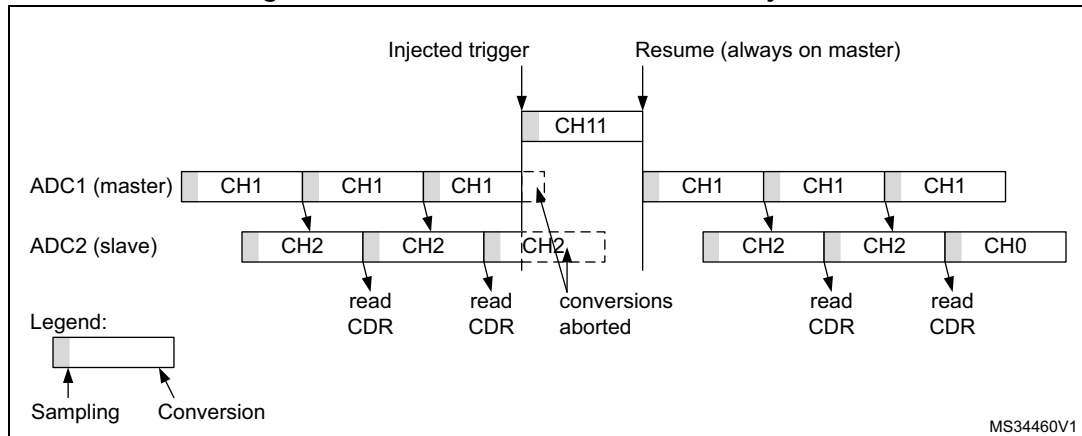 Injected trigger Resume (always on master)
CH11
ADC1 (master) CH1 CH1 CH1 CH1 CH1 CH1
ADC2 (slave) CH2 CH2 CH2 CH2 CH2 CH0
read read conversions read read
CDR CDR aborted CDR CDR
Legend:
Sampling Conversion
MS34460V1